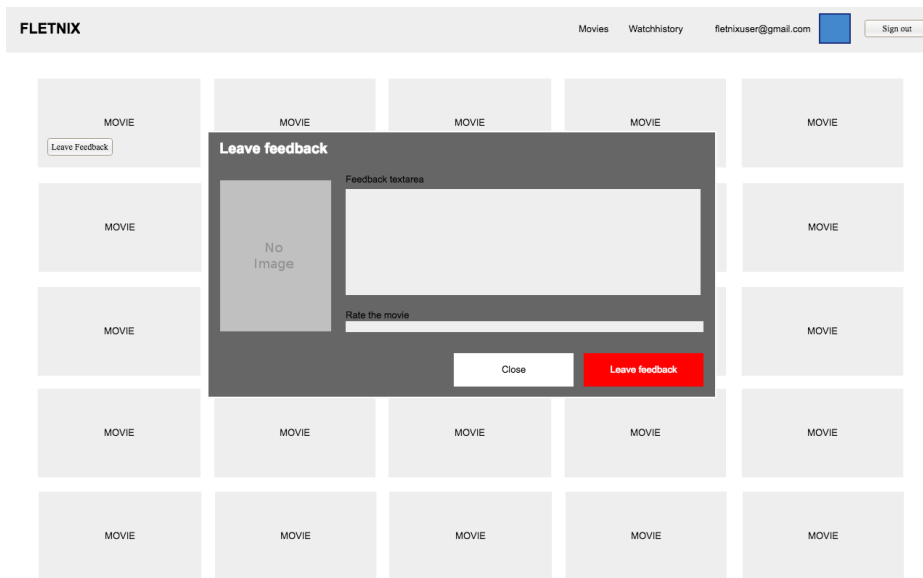 FLETNIX Movies Watchhistory fletnixuser@gmail.com Sign out
MOVIE MOVIE MOVIE MOVIE MOVIE
Leave Feedback
Leave feedback
Feedback textarea
No
Image
Rate the movie
Close Leave feedback
MOVIE MOVIE
MOVIE MOVIE
MOVIE MOVIE MOVIE MOVIE MOVIE
MOVIE MOVIE MOVIE MOVIE MOVIE